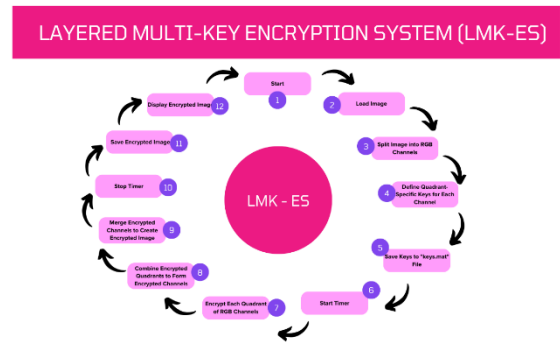 LAYERED MULTI-KEY ENCRYPTION SYSTEM (LMK-ES)
Start
1
2
Load Image
3
Split Image into RGB
Channels
4
Define Quadrant-
Specific Keys for Each
Channel
5
Save Keys to "keys.mat"
File
6
Start Timer
7
Encrypt Each Quadrant
of RGB Channels
8
Combine Encrypted
Quadrants to Form
Encrypted Channels
9
Merge Encrypted
Channels to Create
Encrypted Image
10
Stop Timer
11
Save Encrypted Image
12
Display Encrypted Image
LMK - ES